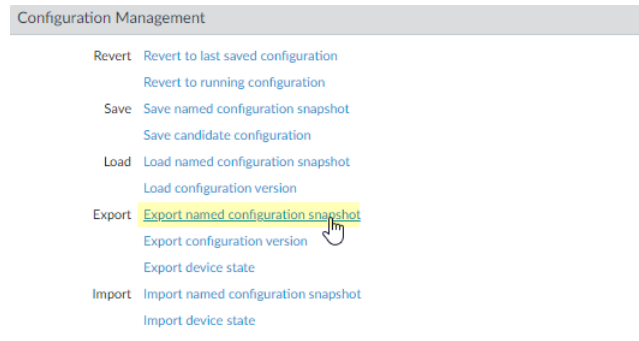 Configuration Management
Revert Revert to last saved configuration
Revert to running configuration
Save Save named configuration snapshot
Save candidate configuration
Load Load named configuration snapshot
Load configuration version
Export Export named configuration snapshot
Export configuration version
Export device state
Import Import named configuration snapshot
Import device state